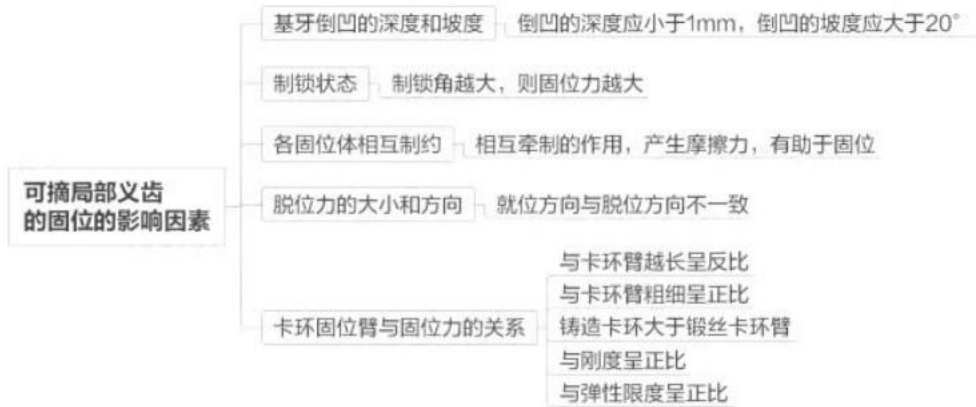 可摘局部义齿
的固位的影响因素
基牙倒凹的深度和坡度
倒凹的深度应小于1mm，倒凹的坡度应大于20°
制锁状态
制锁角越大，则固位力越大
各固位体相互制约
相互牵制的作用，产生摩擦力，有助于固位
脱位力的大小和方向
就位方向与脱位方向不一致
卡环固位臂与固位力的关系
与卡环臂越长呈反比
与卡环臂粗细呈正比
铸造卡环大于锻丝卡环臂
与刚度呈正比
与弹性限度呈正比